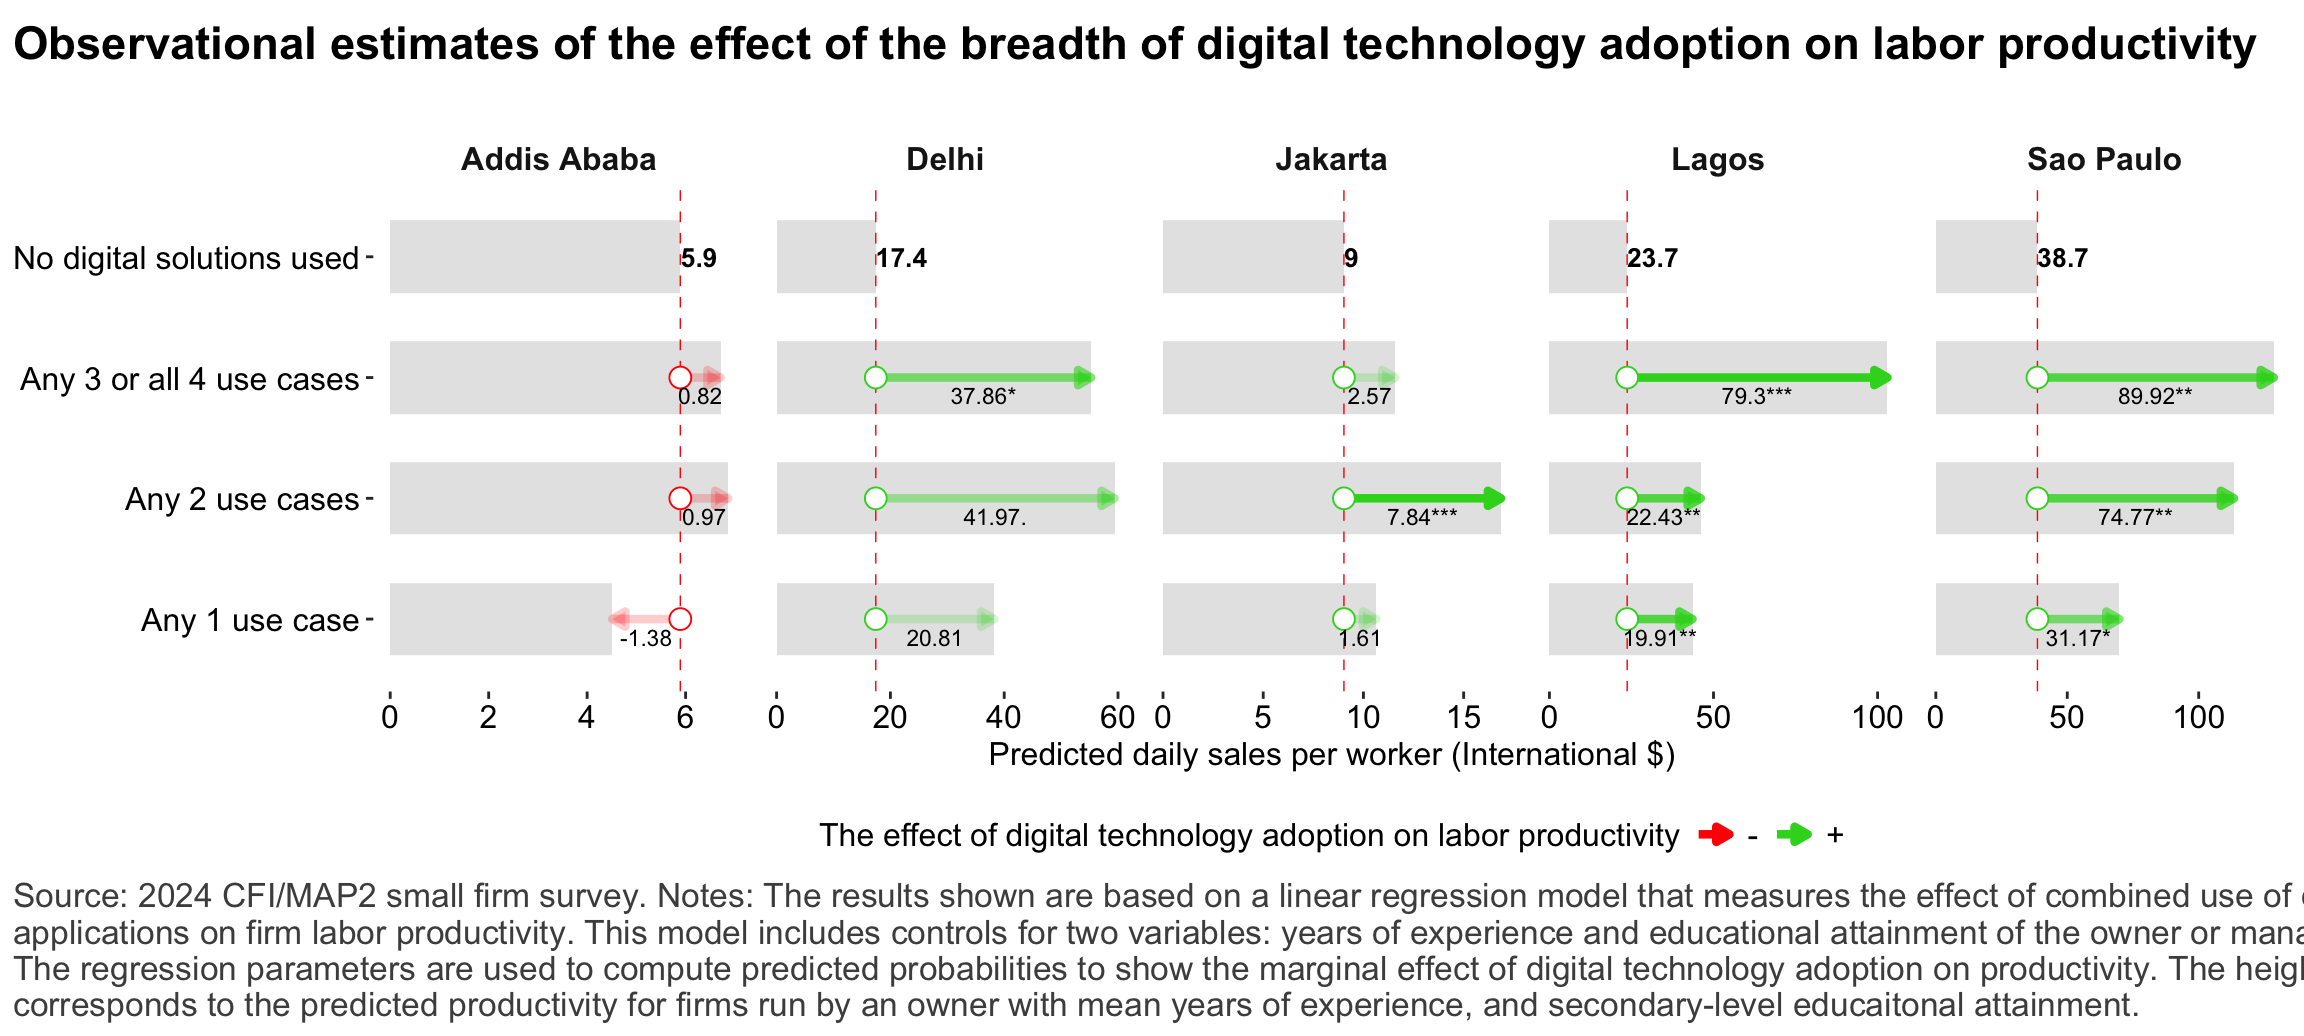 Observational estimates of the effect of the breadth of digital technology adoption on labor productivity
Addis Ababa Delhi Jakarta Lagos Sao Paulo
No digital solutions used 5.9 17.4 9 23.7 38.7
Any 3 or all 4 use cases 0.82 37.86* 2.57 79.3*** 89.92**
Any 2 use cases 0.97 41.97. 7.84*** 22.43** 74.77**
Any 1 use case -1.38 20.81 1.61 19.91** 31.17*
0 2 4 6 0 20 40 60 0 5 10 15 0 50 100 0 50 100
Predicted daily sales per worker (International $)
The effect of digital technology adoption on labor productivity - +
Source: 2024 CFI/MAP2 small firm survey. Notes: The results shown are based on a linear regression model that measures the effect of combined use of
applications on firm labor productivity. This model includes controls for two variables: years of experience and educational attainment of the owner or
The regression parameters are used to compute predicted probabilities to show the marginal effect of digital technology adoption on productivity. The
corresponds to the predicted productivity for firms run by an owner with mean years of experience, and secondary-level educaitonal attainment.